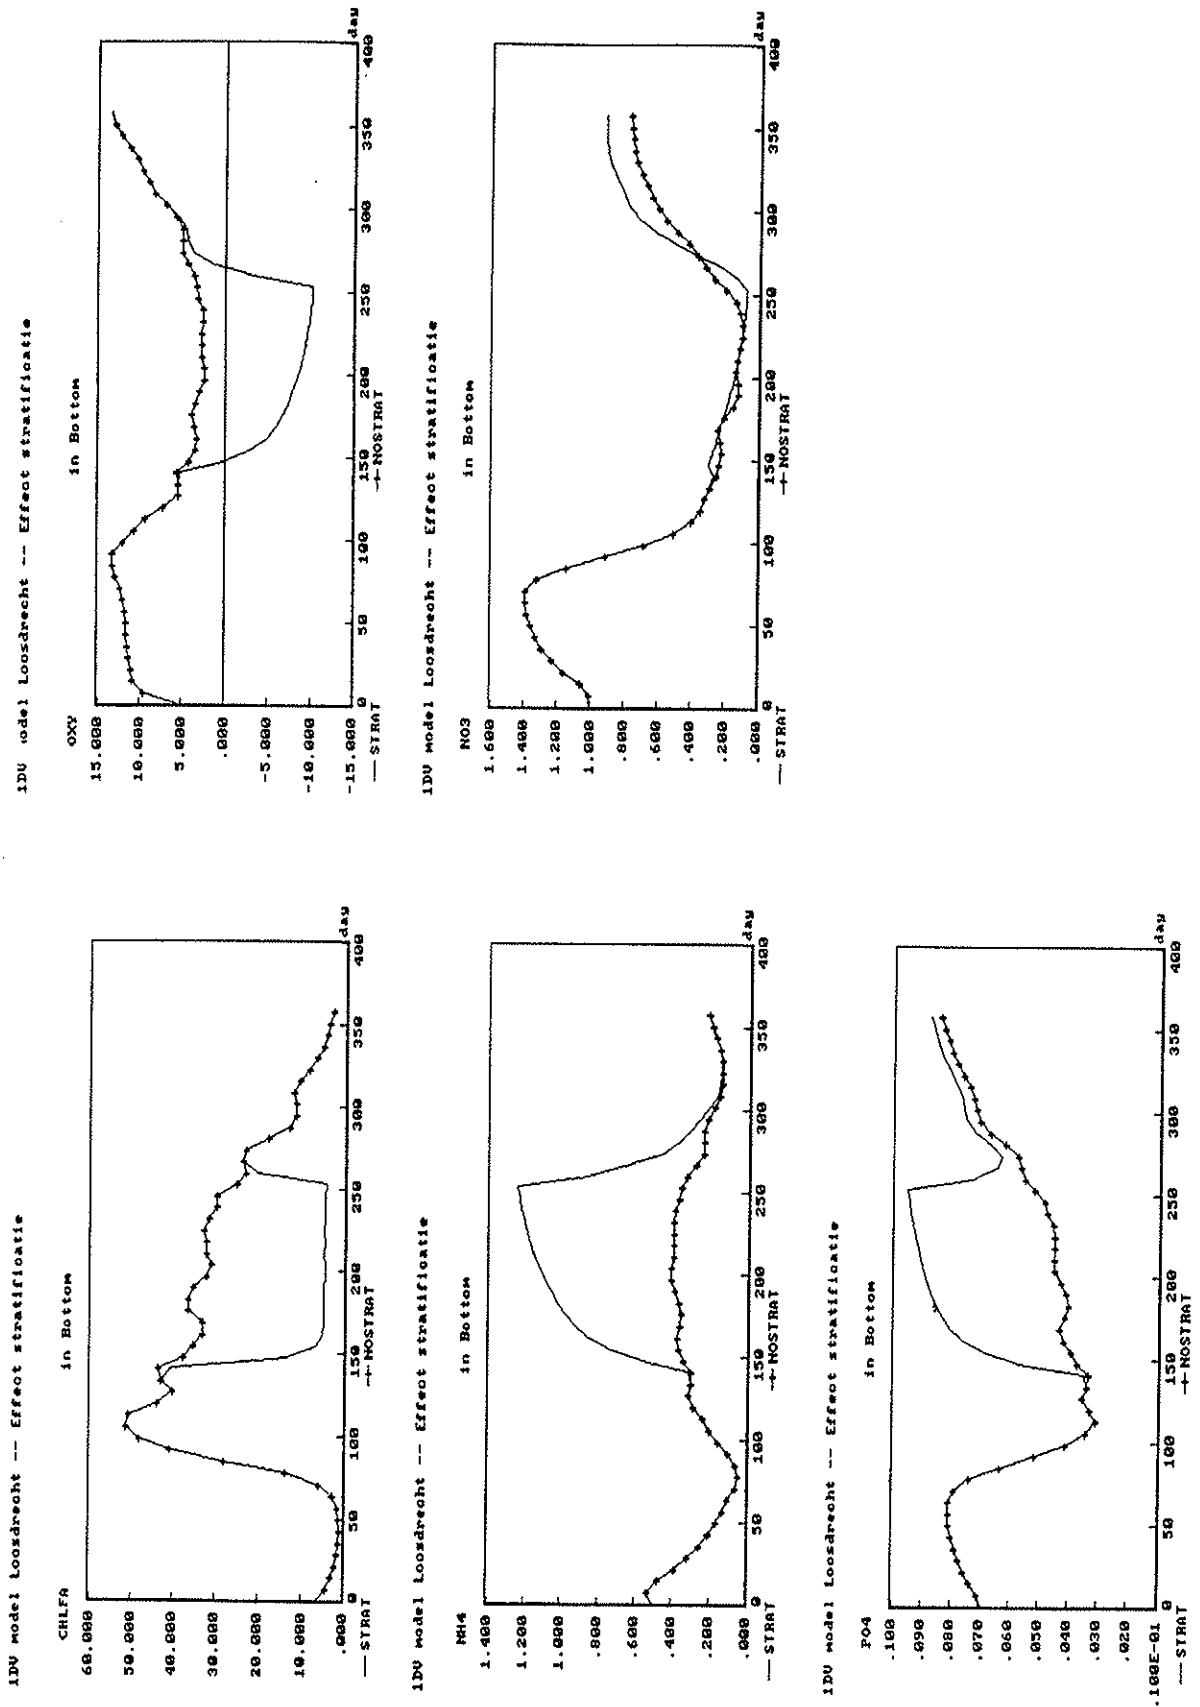 1DV model Loosdrecht -- Effect stratificatie
CHLFA
in Bottom
60.000
50.000
40.000
30.000
20.000
10.000
.000
0
50
100
150
200
250
300
350
400
day
STRAT
NOSTRAT
1DV model Loosdrecht -- Effect stratificatie
OXY
in Bottom
15.000
10.000
5.000
.000
-5.000
-10.000
-15.000
0
50
100
150
200
250
300
350
400
day
STRAT
NOSTRAT
1DV model Loosdrecht -- Effect stratificatie
NH4
in Bottom
1.400
1.200
1.000
.800
.600
.400
.200
.000
0
50
100
150
200
250
300
350
400
day
STRAT
NOSTRAT
1DV model Loosdrecht -- Effect stratificatie
NO3
in Bottom
1.600
1.400
1.200
1.000
.800
.600
.400
.200
.000
0
50
100
150
200
250
300
350
400
day
STRAT
NOSTRAT
1DV model Loosdrecht -- Effect stratificatie
PO4
in Bottom
.100
.090
.080
.070
.060
.050
.040
.030
.020
.100E-01
0
50
100
150
200
250
300
350
400
day
STRAT
NOSTRAT